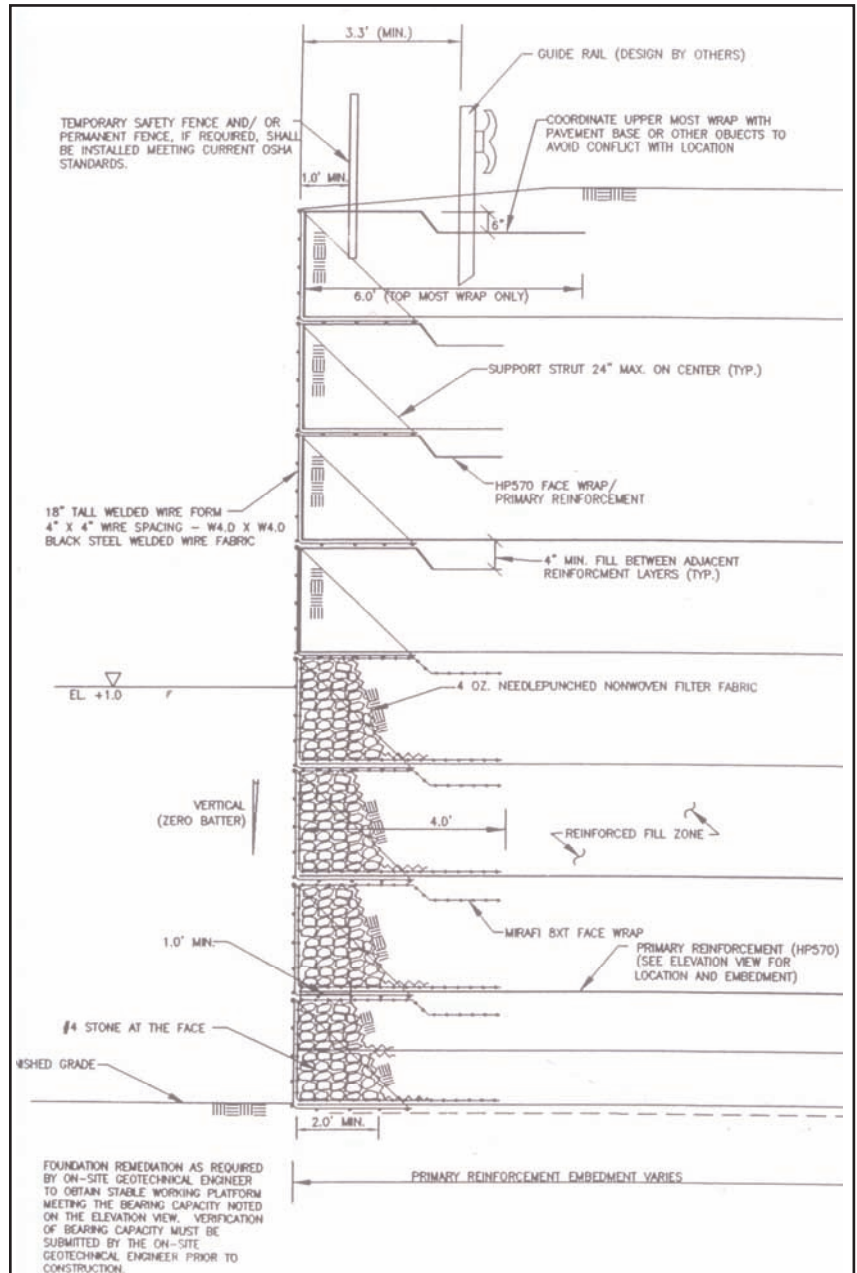 3.3' (MIN.)
GUIDE RAIL (DESIGN BY OTHERS)
TEMPORARY SAFETY FENCE AND/ OR
PERMANENT FENCE, IF REQUIRED, SHALL
BE INSTALLED MEETING CURRENT OSHA
STANDARDS.
COORDINATE UPPER MOST WRAP WITH
PAVEMENT BASE OR OTHER OBJECTS TO
AVOID CONFLICT WITH LOCATION
1.0' MIN.
6"
6.0' (TOP MOST WRAP ONLY)
SUPPORT STRUT 24" MAX. ON CENTER (TYP.)
HP570 FACE WRAP/
PRIMARY REINFORCEMENT
18" TALL WELDED WIRE FORM
4" X 4" WIRE SPACING – W4.0 X W4.0
BLACK STEEL WELDED WIRE FABRIC
4" MIN. FILL BETWEEN ADJACENT
REINFORCMENT LAYERS (TYP.)
4 OZ. NEEDLEPUNCHED NONWOVEN FILTER FABRIC
EL. +1.0
VERTICAL
(ZERO BATTER)
4.0'
REINFORCED FILL ZONE
MIRAFI 8XT FACE WRAP
1.0' MIN.
PRIMARY REINFORCEMENT (HP570)
(SEE ELEVATION VIEW FOR
LOCATION AND EMBEDMENT)
#4 STONE AT THE FACE
NISHED GRADE
2.0' MIN.
FOUNDATION REMEDIATION AS REQUIRED
BY ON-SITE GEOTECHNICAL ENGINEER
TO OBTAIN STABLE WORKING PLATFORM
MEETING THE BEARING CAPACITY NOTED
ON THE ELEVATION VIEW. VERIFICATION
OF BEARING CAPACITY MUST BE
SUBMITTED BY THE ON-SITE
GEOTECHNICAL ENGINEER PRIOR TO
CONSTRUCTION.
PRIMARY REINFORCEMENT EMBEDMENT VARIES